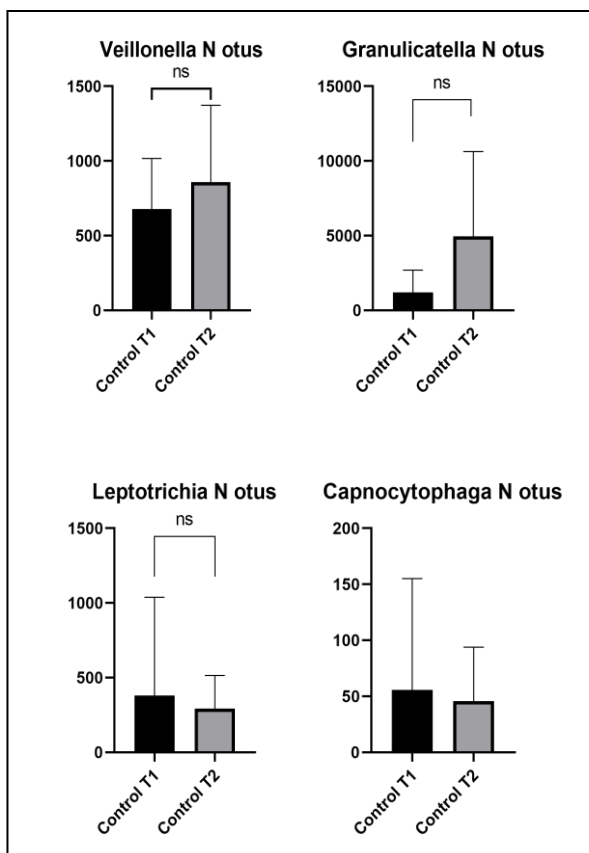 Veillonella N otus
ns
1500
1000
500
0
Control T1
Control T2
Granulicatella N otus
ns
15000
10000
5000
0
Control T1
Control T2
Leptotrichia N otus
ns
1500
1000
500
0
Control T1
Control T2
Capnocytophaga N otus
200
150
100
50
0
Control T1
Control T2